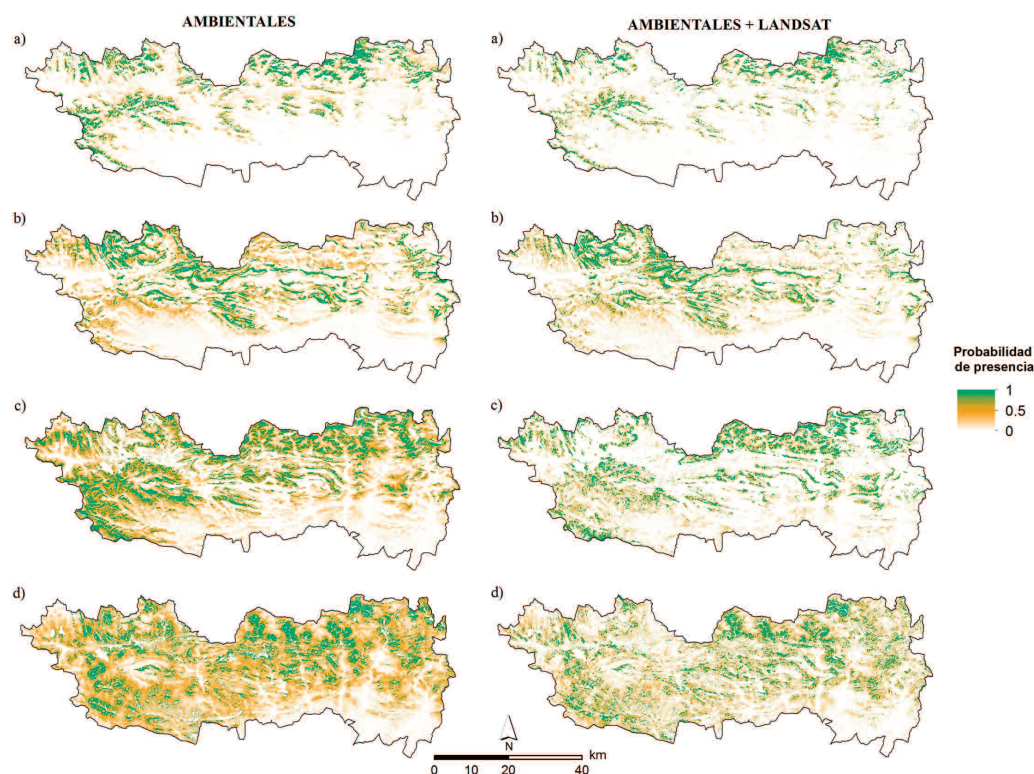 AMBIENTALES
AMBIENTALES + LANDSAT
a)
a)
b)
b)
Probabilidad
de presencia
1
0.5
0
c)
c)
d)
d)
N
km
0 10 20 40